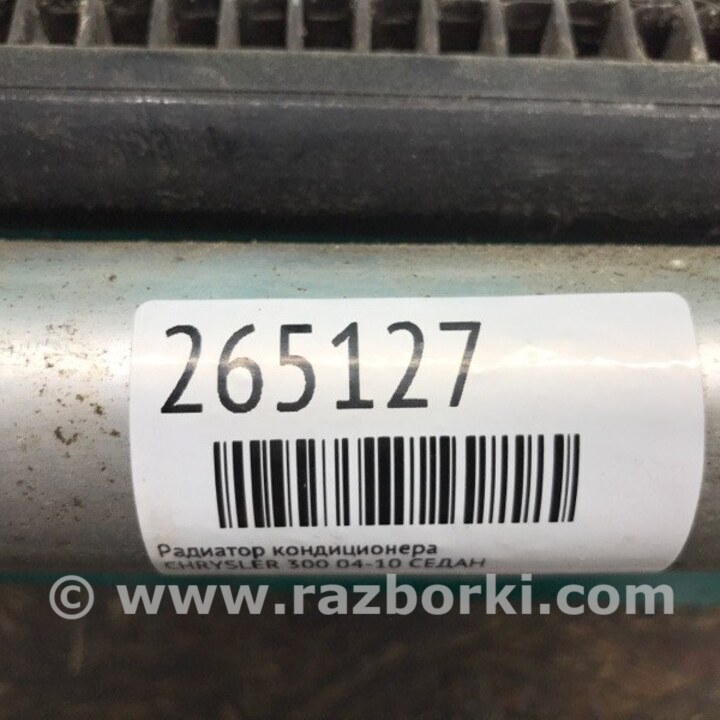 265127
Радиатор кондиционера
CHRYSLER 300 04-10 СЕДАН
© www.razborki.com